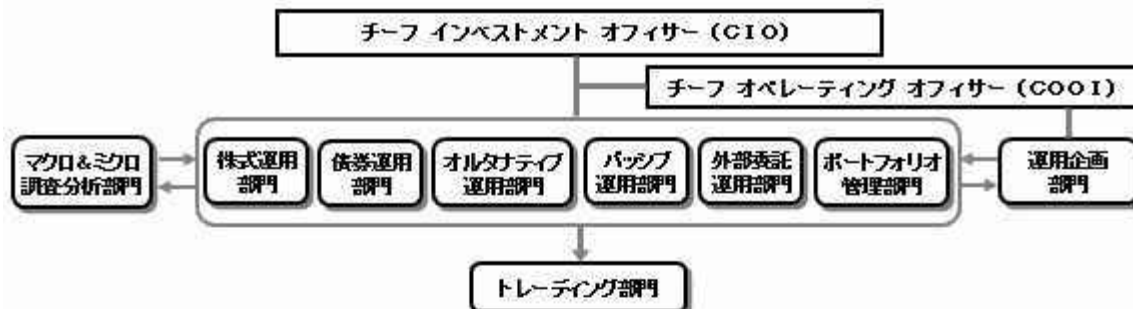 チーフ インベストメント オフィサー (CIO)
チーフ オペレーティング オフィサー (COOI)
マクロ&ミクロ
調査分析部門
株式運用
部門
債券運用
部門
オルタナティブ
運用部門
パッシブ
運用部門
外部委託
運用部門
ポートフォリオ
管理部門
運用企画
部門
トレーディング部門